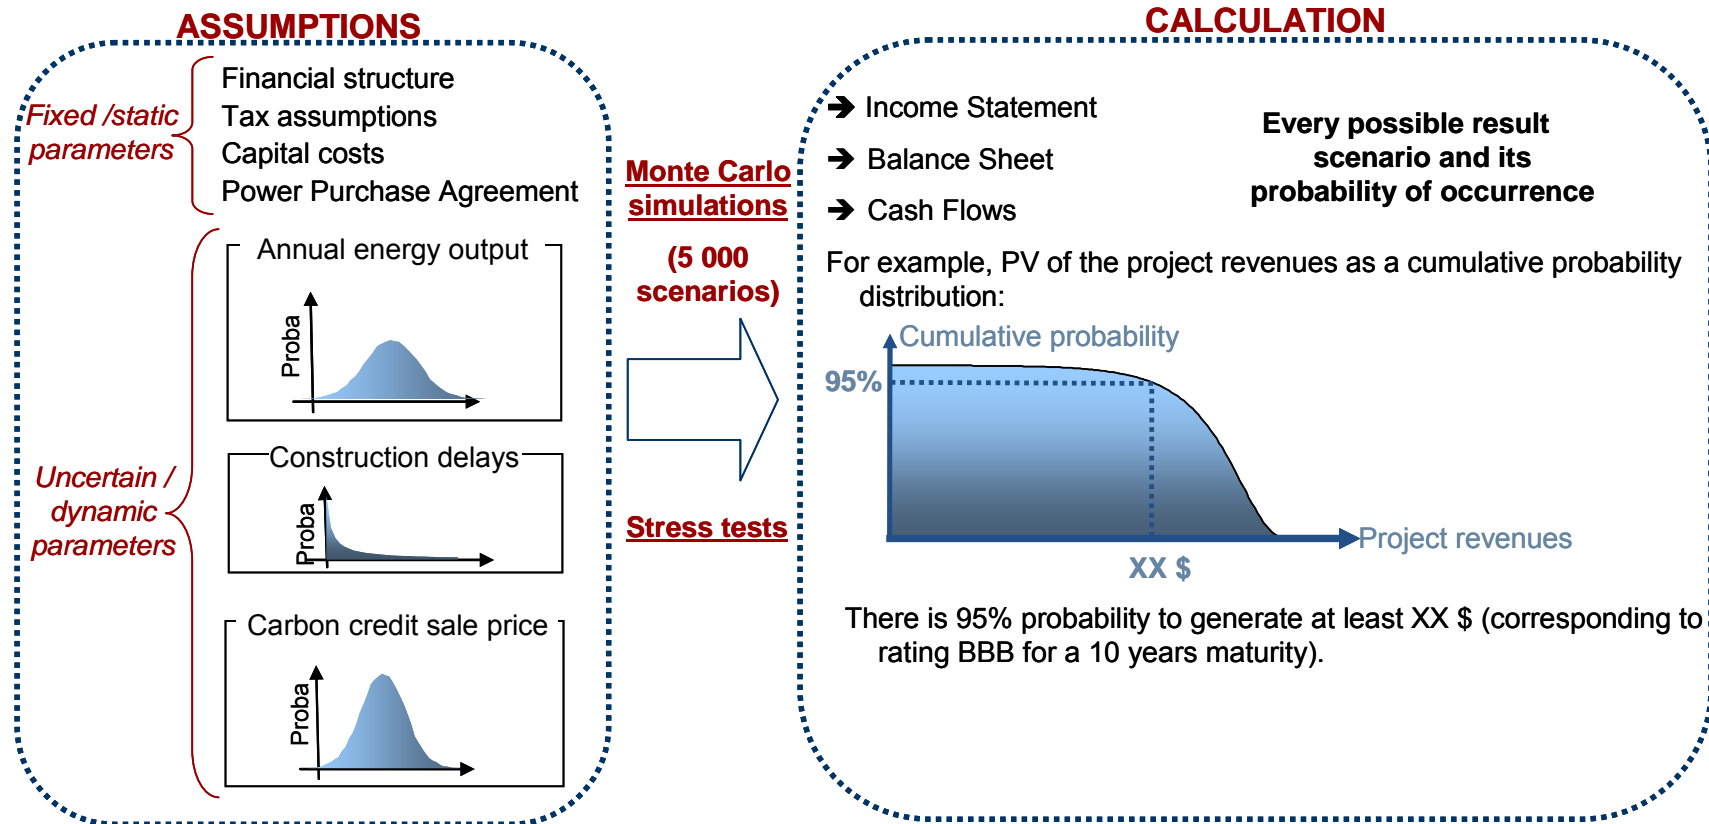 ASSUMPTIONS
Fixed /static
parameters
Financial structure
Tax assumptions
Capital costs
Power Purchase Agreement
Uncertain /
dynamic
parameters
Annual energy output
Proba
Construction delays
Proba
Carbon credit sale price
Proba
Monte Carlo
simulations
(5 000
scenarios)
Stress tests
CALCULATION
➔ Income Statement
➔ Balance Sheet
➔ Cash Flows
Every possible result
scenario and its
probability of occurrence
For example, PV of the project revenues as a cumulative probability
distribution:
Cumulative probability
95%
Project revenues
XX $
There is 95% probability to generate at least XX $ (corresponding to
rating BBB for a 10 years maturity).